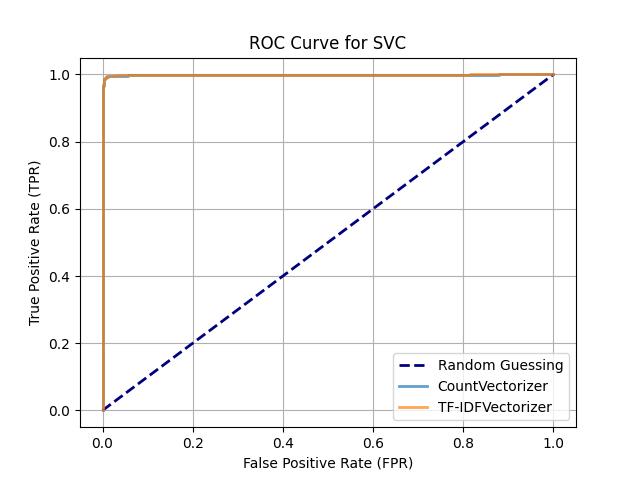 ROC Curve for SVC
True Positive Rate (TPR)
1.0
0.8
0.6
0.4
0.2
0.0
Random Guessing
CountVectorizer
TF-IDFVectorizer
0.0 0.2 0.4 0.6 0.8 1.0
False Positive Rate (FPR)